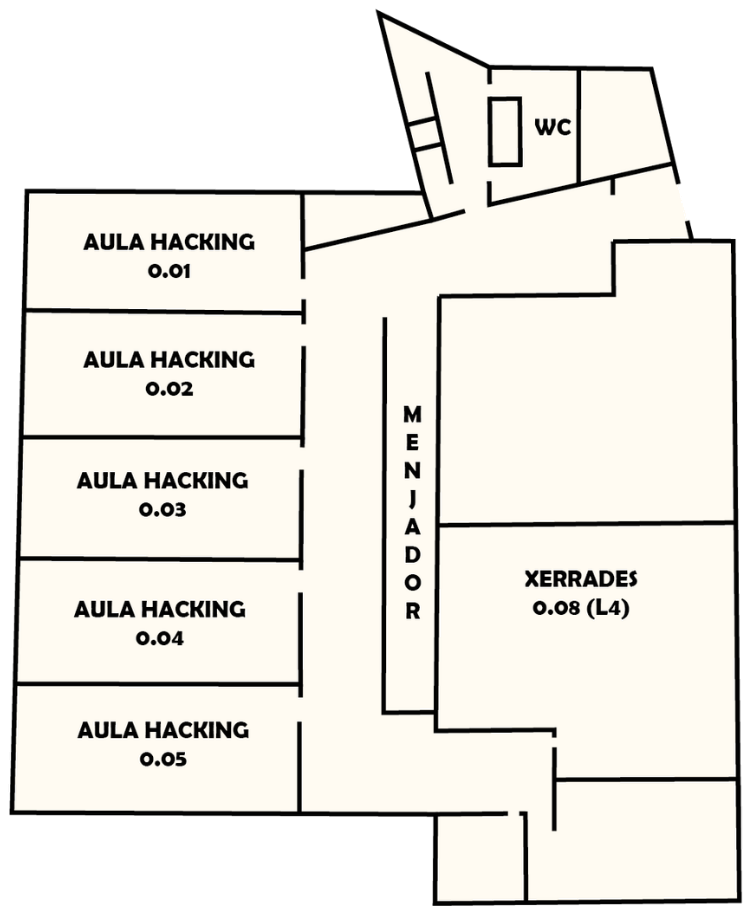 WC
AULA HACKING
0.01
AULA HACKING
0.02
AULA HACKING
0.03
AULA HACKING
0.04
AULA HACKING
0.05
MENJADOR
XERRADES
0.08 (L4)